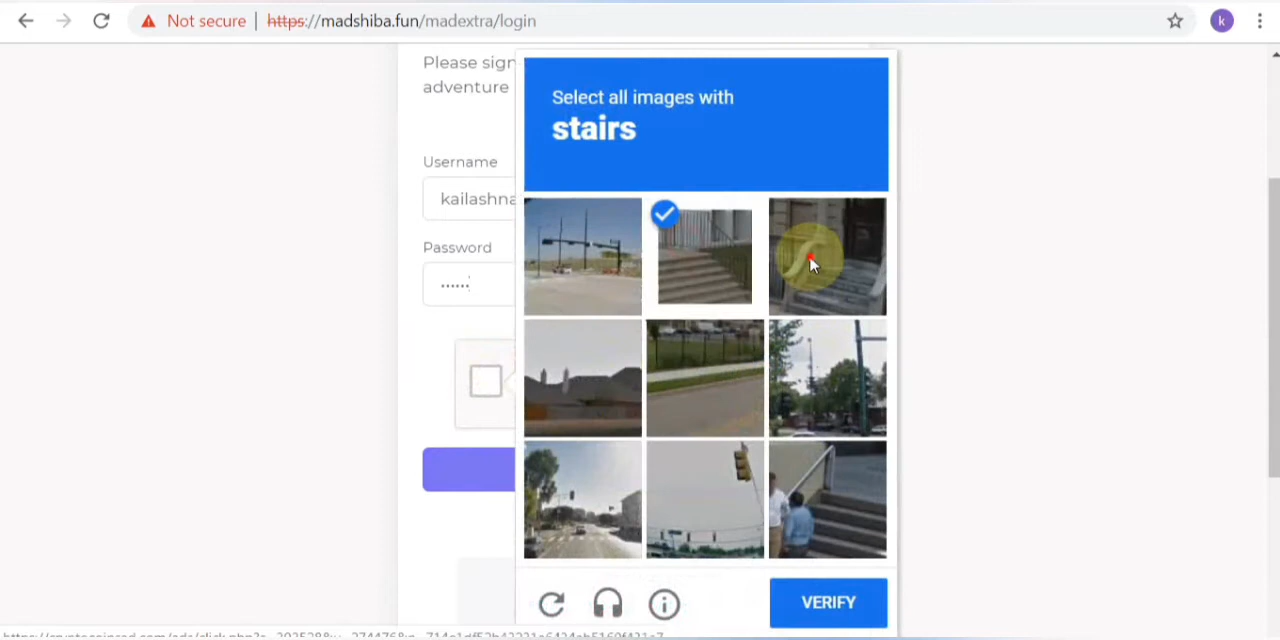 Not secure | https://madshiba.fun/madextra/login
k
Please sign
adventure
Select all images with
stairs
Username
kailashna
Password
VERIFY